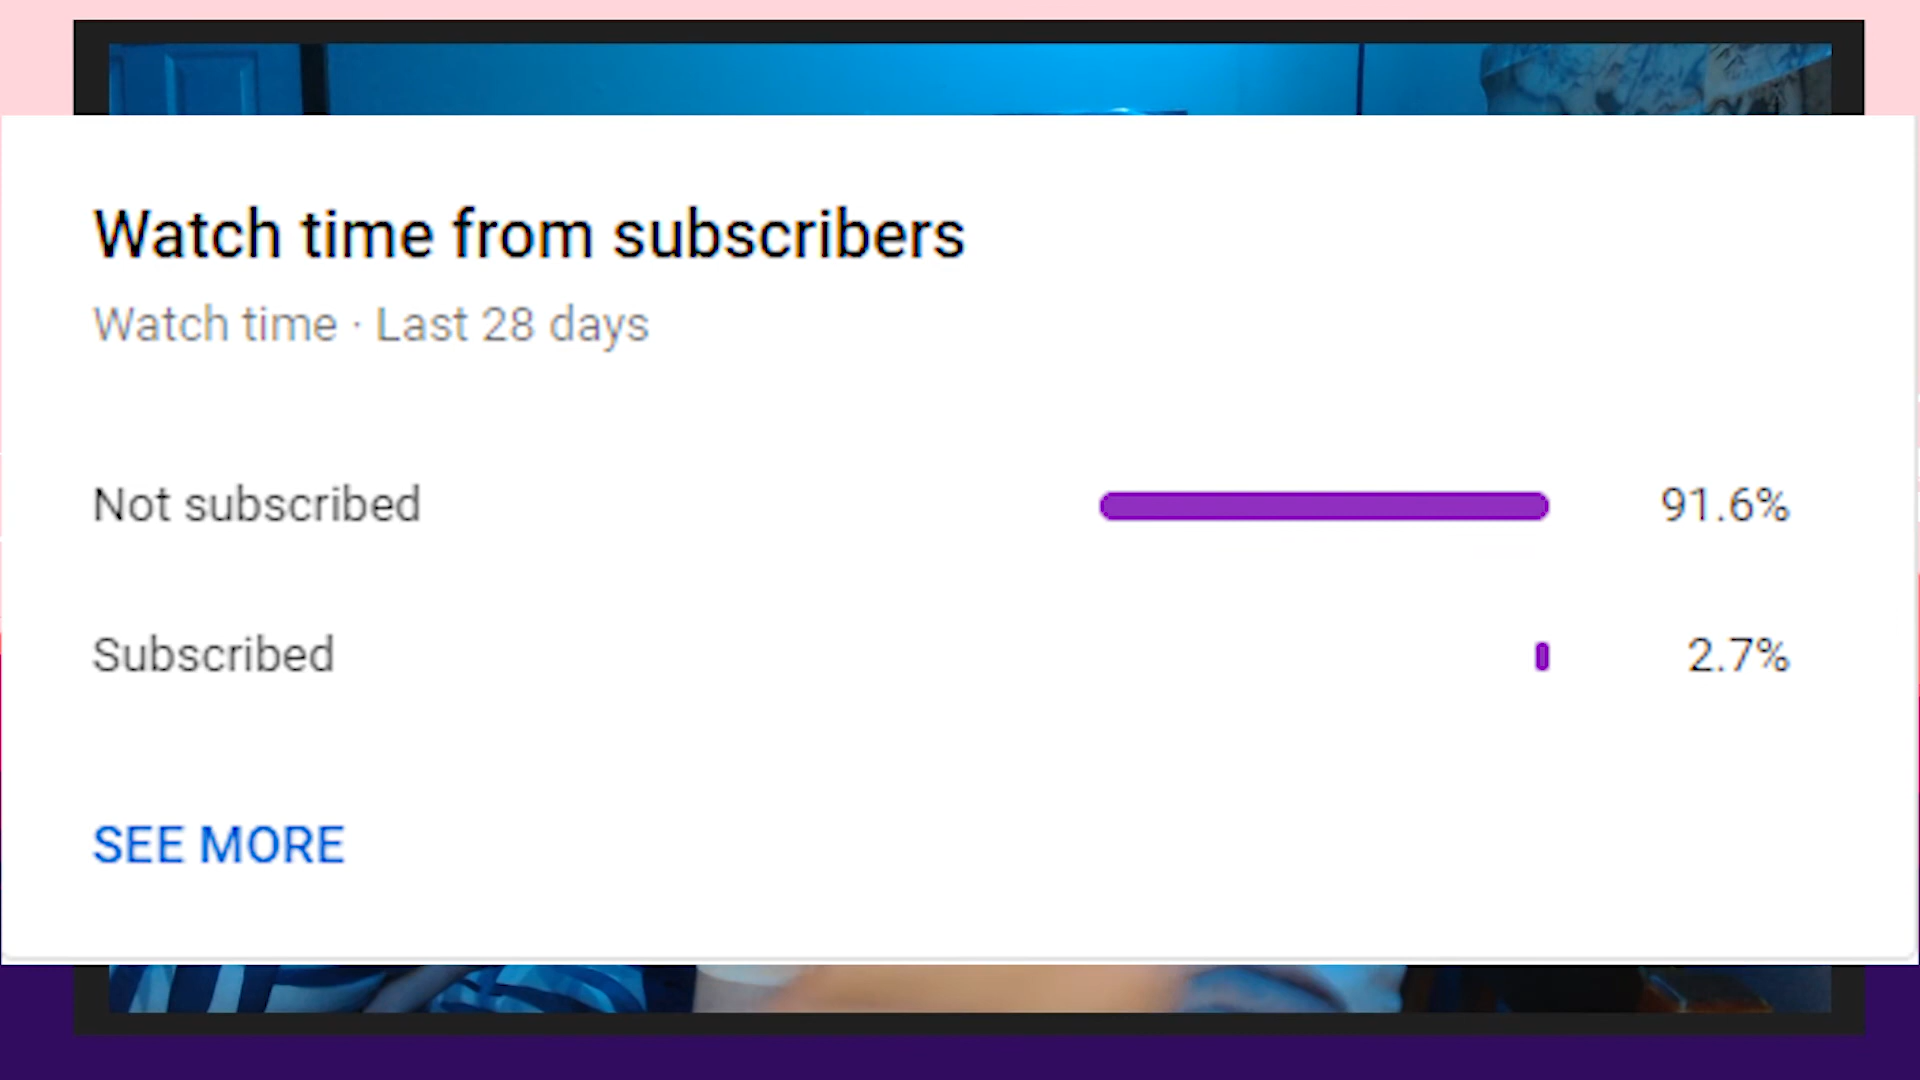 Watch time from subscribers
Watch time · Last 28 days
Not subscribed 91.6%
Subscribed 2.7%
SEE MORE